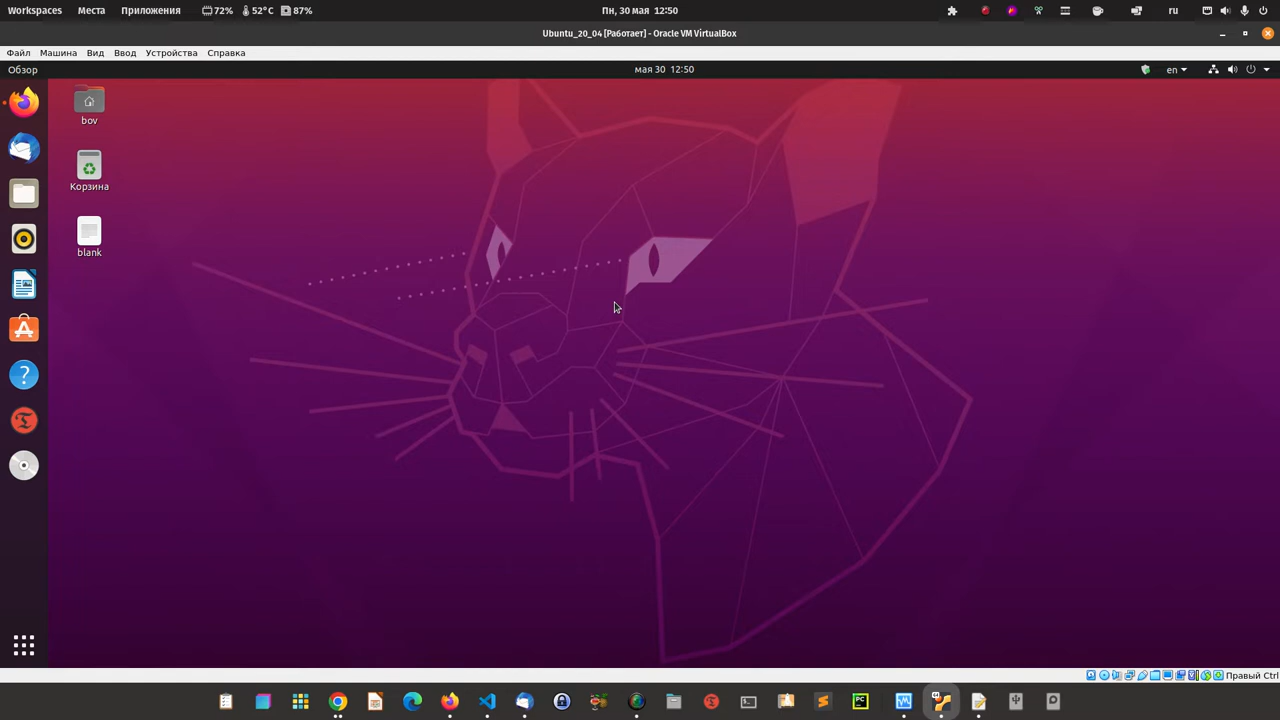 Workspaces Места Приложения 72% 52°C 87% Пн, 30 мая 12:50 ru
Ubuntu_20_04 [Работает] - Oracle VM VirtualBox
Файл Машина Вид Ввод Устройства Справка
Обзор мая 30 12:50 en
bov
Корзина
blank
Правый Ctrl